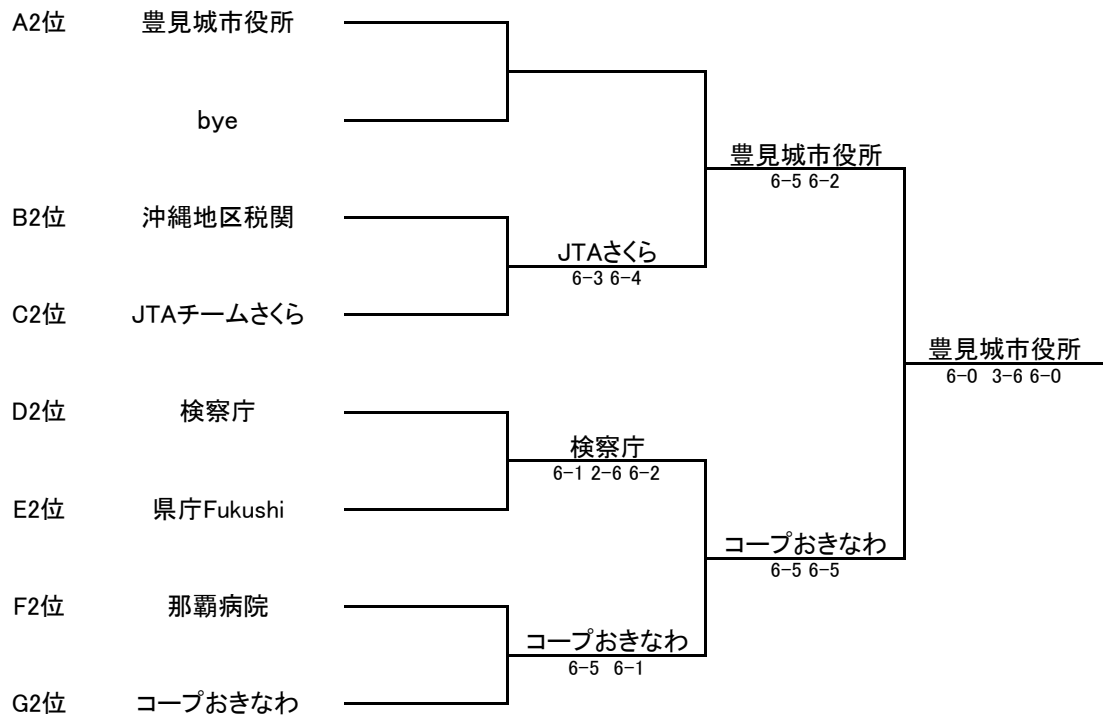 A2位 豊見城市役所
bye
豊見城市役所
6-5 6-2
B2位 沖縄地区税関
JTAさくら
6-3 6-4
C2位 JTAチームさくら
豊見城市役所
6-0 3-6 6-0
D2位 検察庁
検察庁
6-1 2-6 6-2
E2位 県庁Fukushi
コープおきなわ
6-5 6-5
F2位 那覇病院
コープおきなわ
6-5 6-1
G2位 コープおきなわ